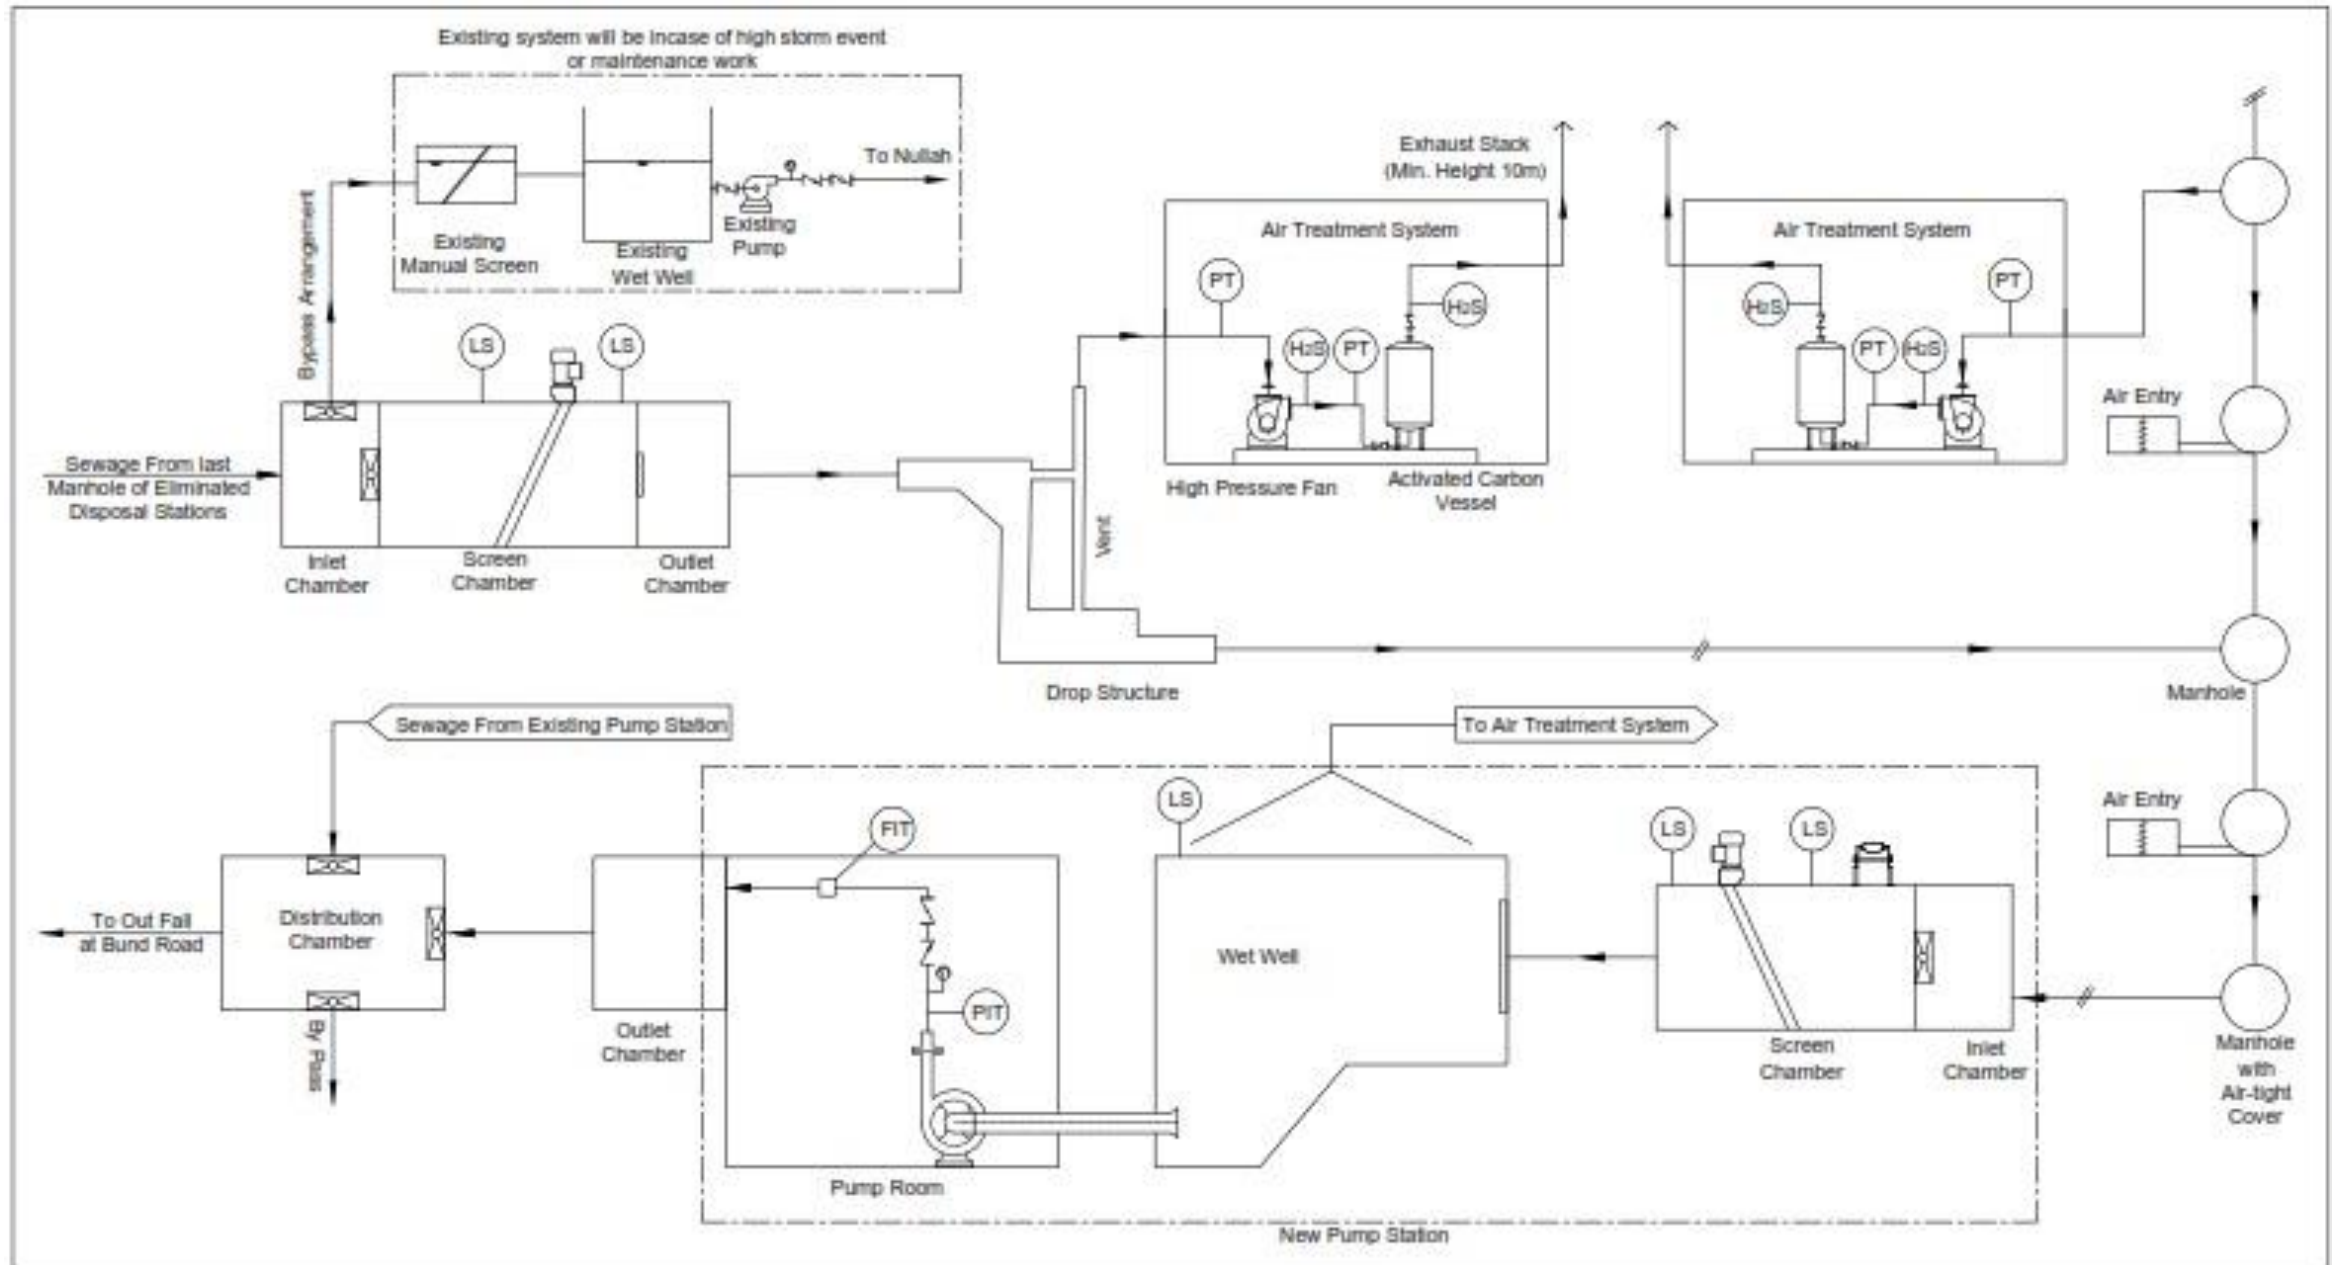 Existing system will be incase of high storm event
or maintenance work
To Nullah
Existing
Manual Screen
Existing
Wet Well
Existing
Pump
Bypass Arrangement
LS
LS
Sewage From last
Manhole of Eliminated
Disposal Stations
Inlet
Chamber
Screen
Chamber
Outlet
Chamber
Vent
Drop Structure
Exhaust Stack
(Min. Height 10m)
Air Treatment System
PT
H2S
PT
H2S
High Pressure Fan
Activated Carbon
Vessel
Air Treatment System
H2S
PT
H2S
PT
Air Entry
Manhole
Air Entry
Manhole
with
Air-tight
Cover
Sewage From Existing Pump Station
To Air Treatment System
To Out Fall
at Bund Road
Distribution
Chamber
By Pass
Outlet
Chamber
FIT
PIT
Pump Room
LS
Wet Well
LS
LS
Screen
Chamber
Inlet
Chamber
New Pump Station